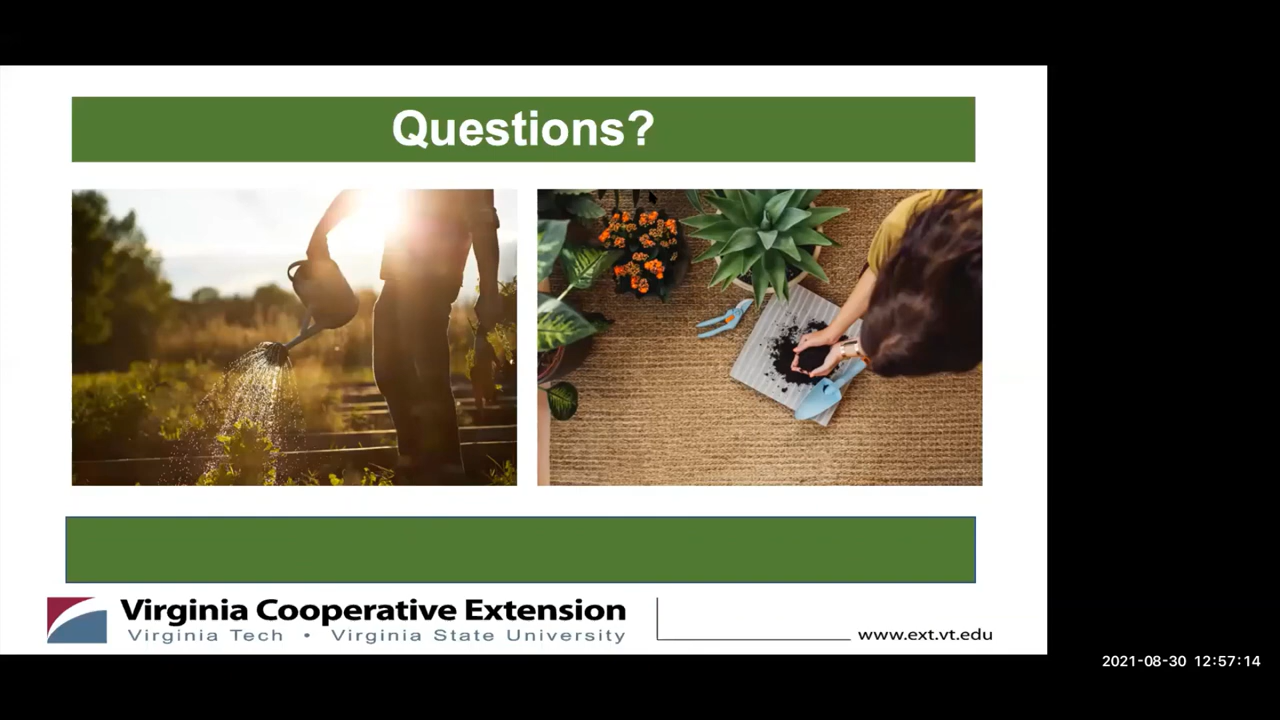 Questions?
Virginia Cooperative Extension
Virginia Tech • Virginia State University
www.ext.vt.edu
2021-08-30 12:57:14